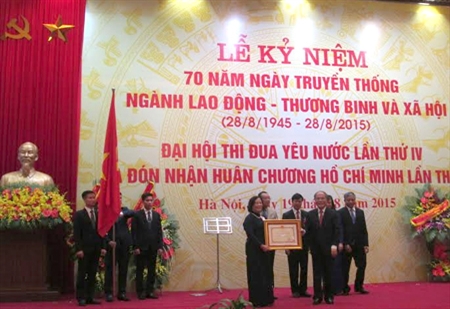 LỄ KỶ NIỆM
70 NĂM NGÀY TRUYỀN THỐNG
NGÀNH LAO ĐỘNG - THƯƠNG BINH VÀ XÃ HỘI
(28/8/1945 - 28/8/2015)
ĐẠI HỘI THI ĐUA YÊU NƯỚC LẦN THỨ IV
ĐÓN NHẬN HUÂN CHƯƠNG HỒ CHÍ MINH LẦN TH
Hà Nội, 2015